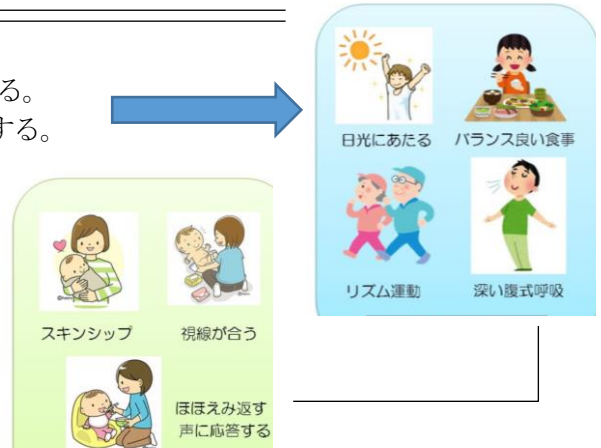 る。
する。
日光にあたる
バランス良い食事
リズム運動
深い腹式呼吸
スキンシップ
視線が合う
ほほえみ返す
声に応答する